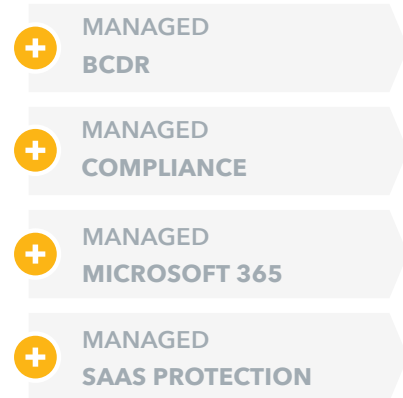 MANAGED
BCDR
MANAGED
COMPLIANCE
MANAGED
MICROSOFT 365
MANAGED
SAAS PROTECTION